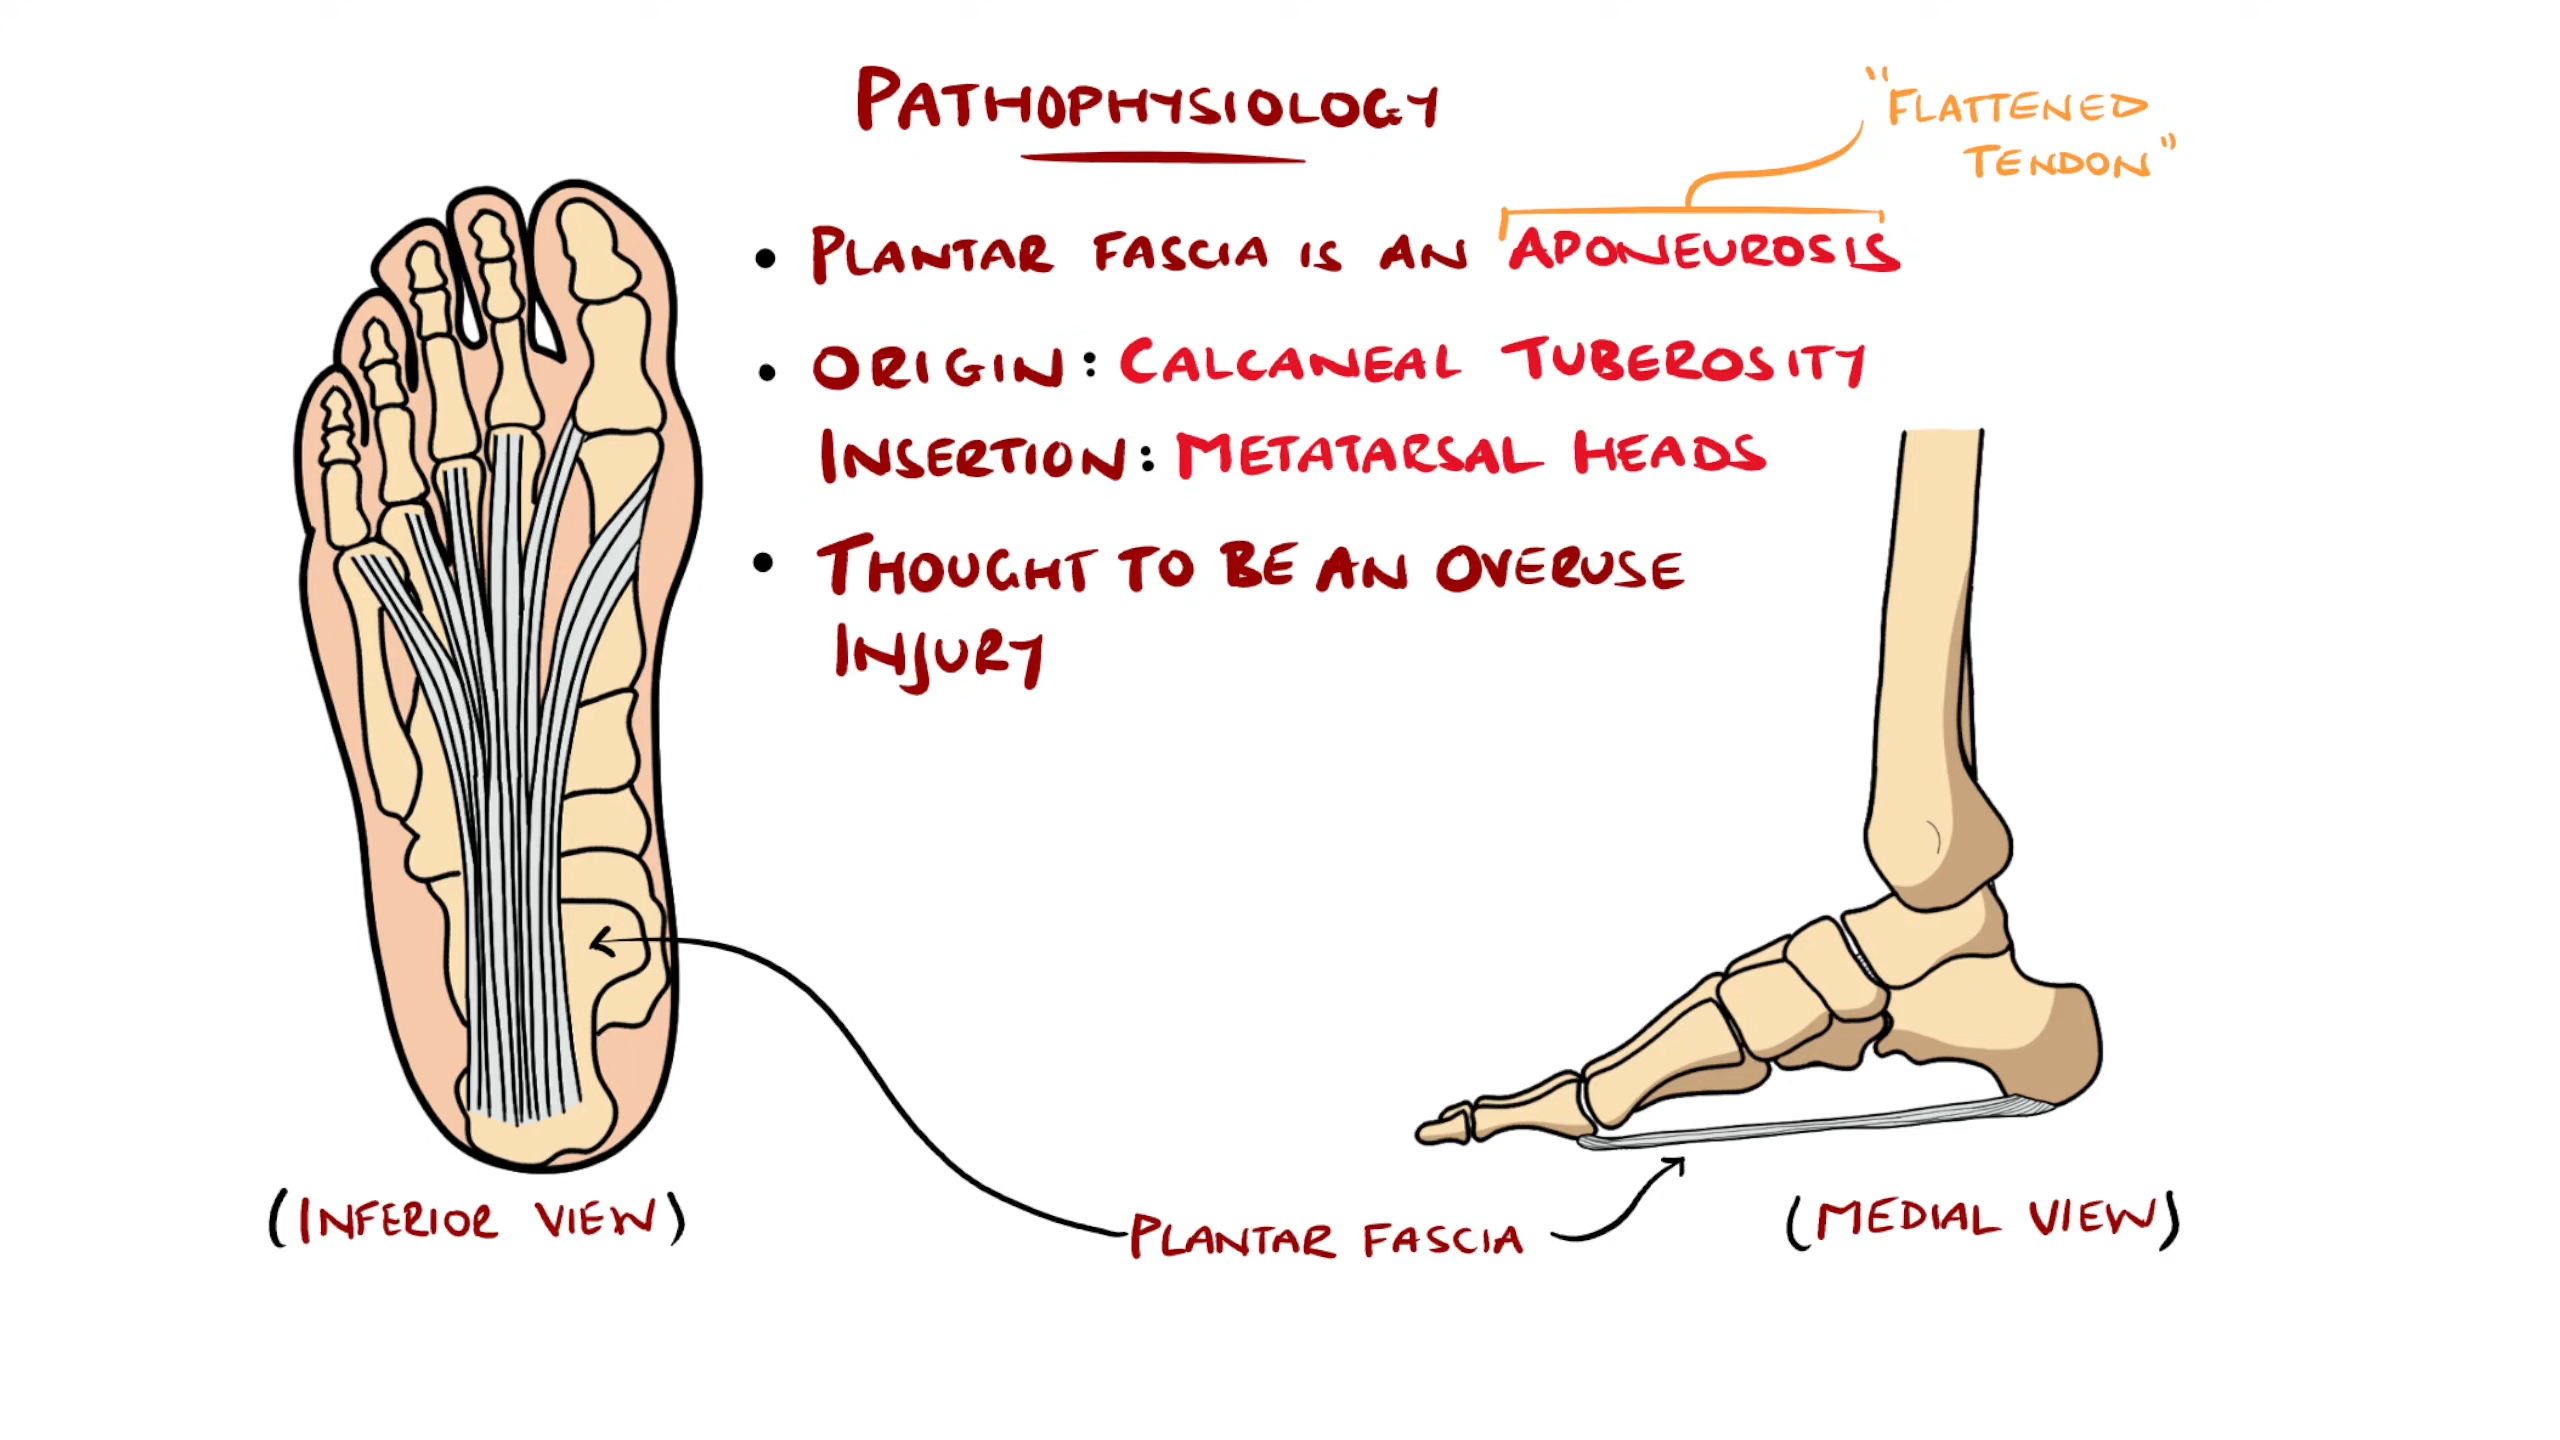 PATHOPHYSIOLOGY
"FLATTENED
TENDON"
• PLANTAR FASCIA IS AN APONEUROSIS
• ORIGIN: CALCANEAL TUBEROSITY
INSERTION: METATARSAL HEADS
• THOUGHT TO BE AN OVERUSE
INJURY
(INFERIOR VIEW)
PLANTAR FASCIA
(MEDIAL VIEW)